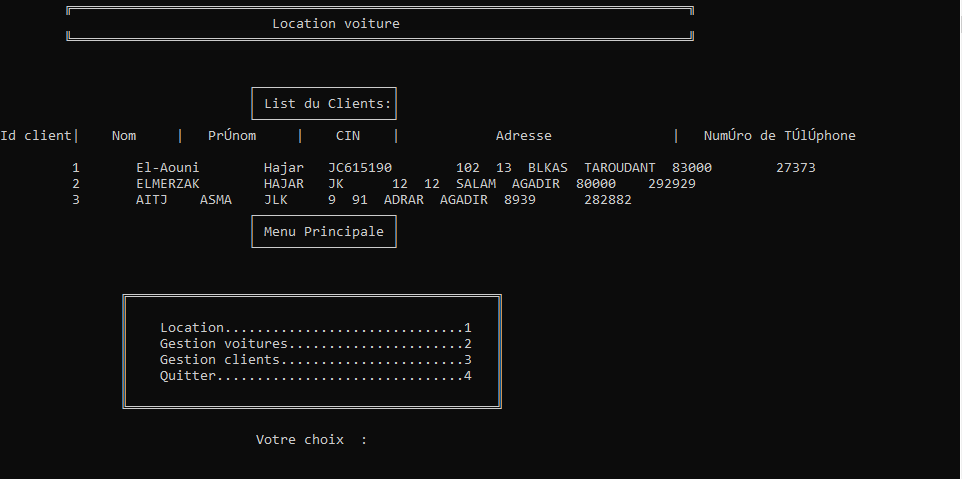 Location voiture
List du Clients:
Id client| Nom | PrÚnom | CIN | Adresse | NumÚro de TÚlÚphone
1 El-Aouni Hajar JC615190 102 13 BLKAS TAROUDANT 83000 27373
2 ELMERZAK HAJAR JK 12 12 SALAM AGADIR 80000 292929
3 AITJ ASMA JLK 9 91 ADRAR AGADIR 8939 282882
Menu Principale
Location..............................1
Gestion voitures......................2
Gestion clients.......................3
Quitter...............................4
Votre choix :